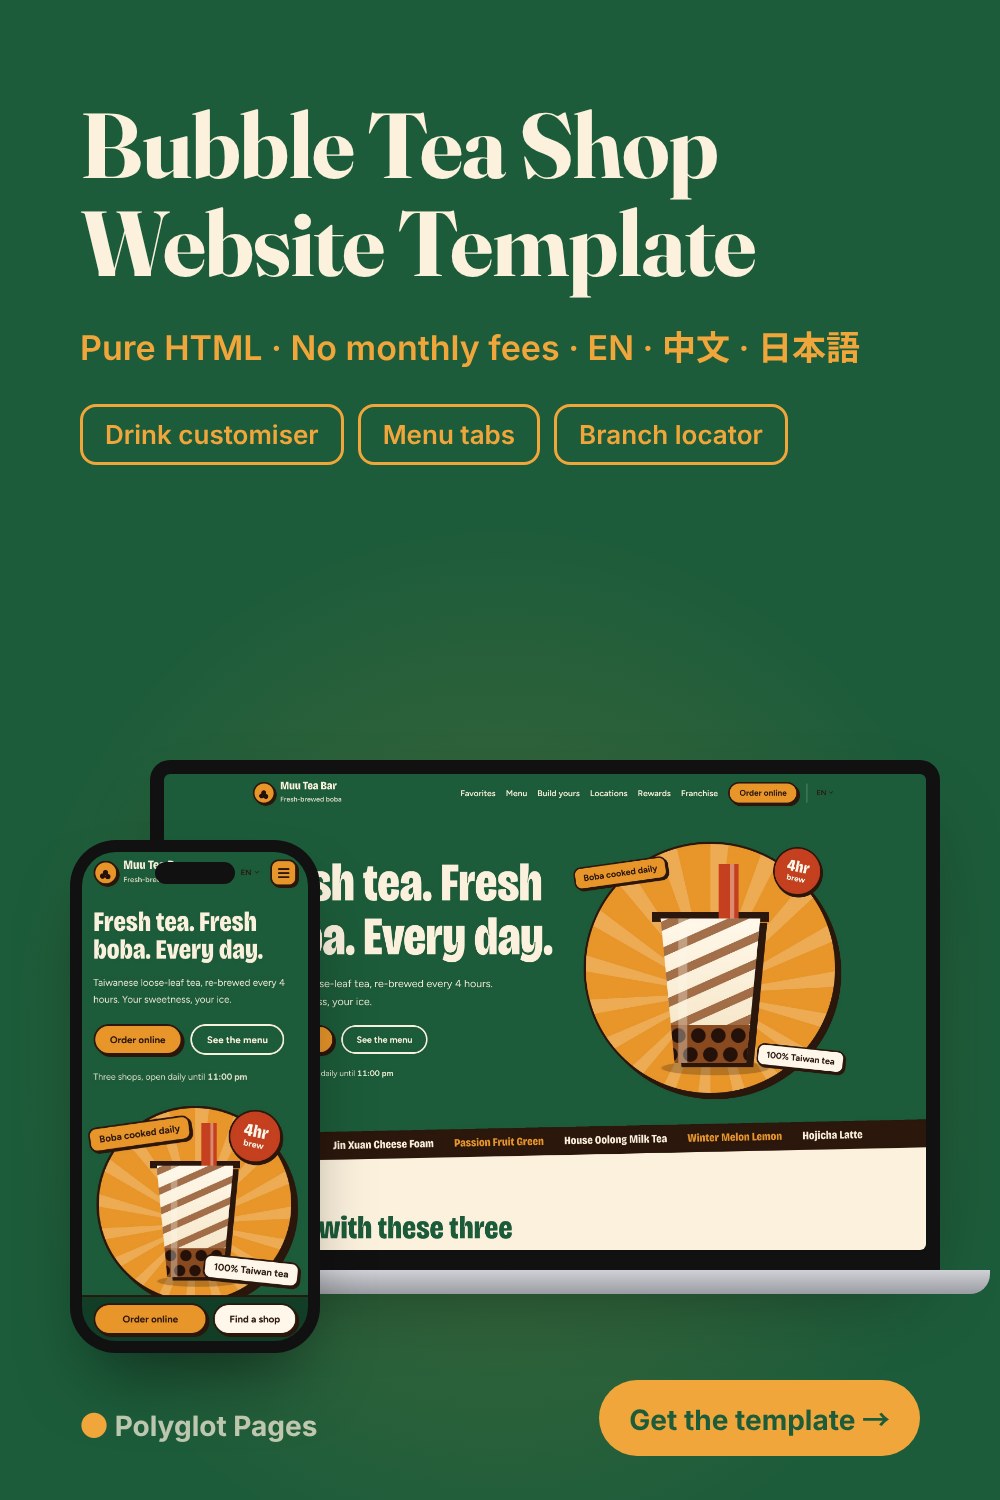 Bubble Tea Shop
Website Template
Pure HTML · No monthly fees · EN · 中文 · 日本語
Drink customiser
Menu tabs
Branch locator
Muu Tea Bar
Fresh-brewed boba
Favorites Menu Build yours Locations Rewards Franchise Order online EN
sh tea. Fresh
a. Every day.
se-leaf tea, re-brewed every 4 hours.
ss, your ice.
See the menu
daily until 11:00 pm
Boba cooked daily
4hr
brew
100% Taiwan tea
Jin Xuan Cheese Foam Passion Fruit Green House Oolong Milk Tea Winter Melon Lemon Hojicha Latte
with these three
Muu Te
Fresh-bre
EN
Fresh tea. Fresh
boba. Every day.
Taiwanese loose-leaf tea, re-brewed every 4
hours. Your sweetness, your ice.
Order online
See the menu
Three shops, open daily until 11:00 pm
Boba cooked daily
4hr
brew
100% Taiwan tea
Order online
Find a shop
Polyglot Pages
Get the template →